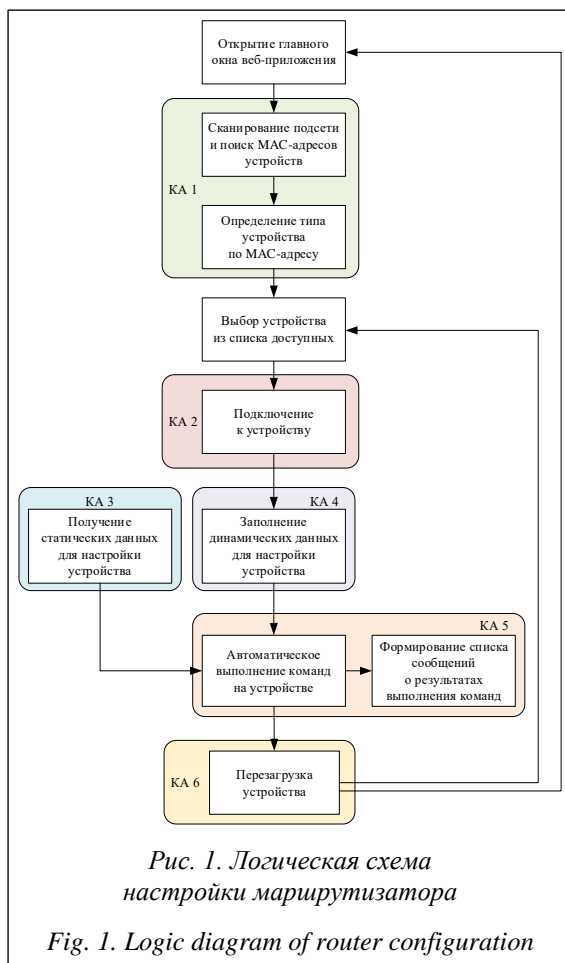 Открытие главного
окна веб-приложения
Сканирование подсети
и поиск MAC-адресов
устройств
КА 1
Определение типа
устройства
по MAC-адресу
Выбор устройства
из списка доступных
КА 2
Подключение
к устройству
КА 3
Получение
статических данных
для настройки
устройства
КА 4
Заполнение
динамических данных
для настройки
устройства
КА 5
Автоматическое
выполнение команд
на устройстве
Формирование списка
сообщений
о результатах
выполнения команд
КА 6
Перезагрузка
устройства
Рис. 1. Логическая схема
настройки маршрутизатора
Fig. 1. Logic diagram of router configuration